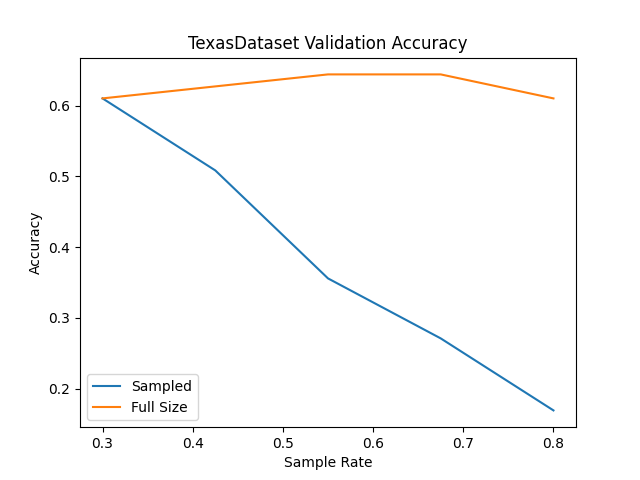 TexasDataset Validation Accuracy
Accuracy
0.6
0.5
0.4
0.3
0.2
Sampled
Full Size
0.3 0.4 0.5 0.6 0.7 0.8
Sample Rate